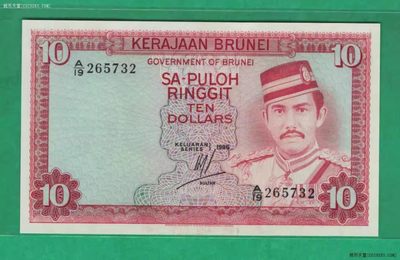 10 KERAJAAN BRUNEI 10
GOVERNMENT OF BRUNEI
A/19 265732
SA-PULOH
RINGGIT
TEN
DOLLARS
KELUARAN
SERIES 1986
SULTAN
A/19 265732
10 10